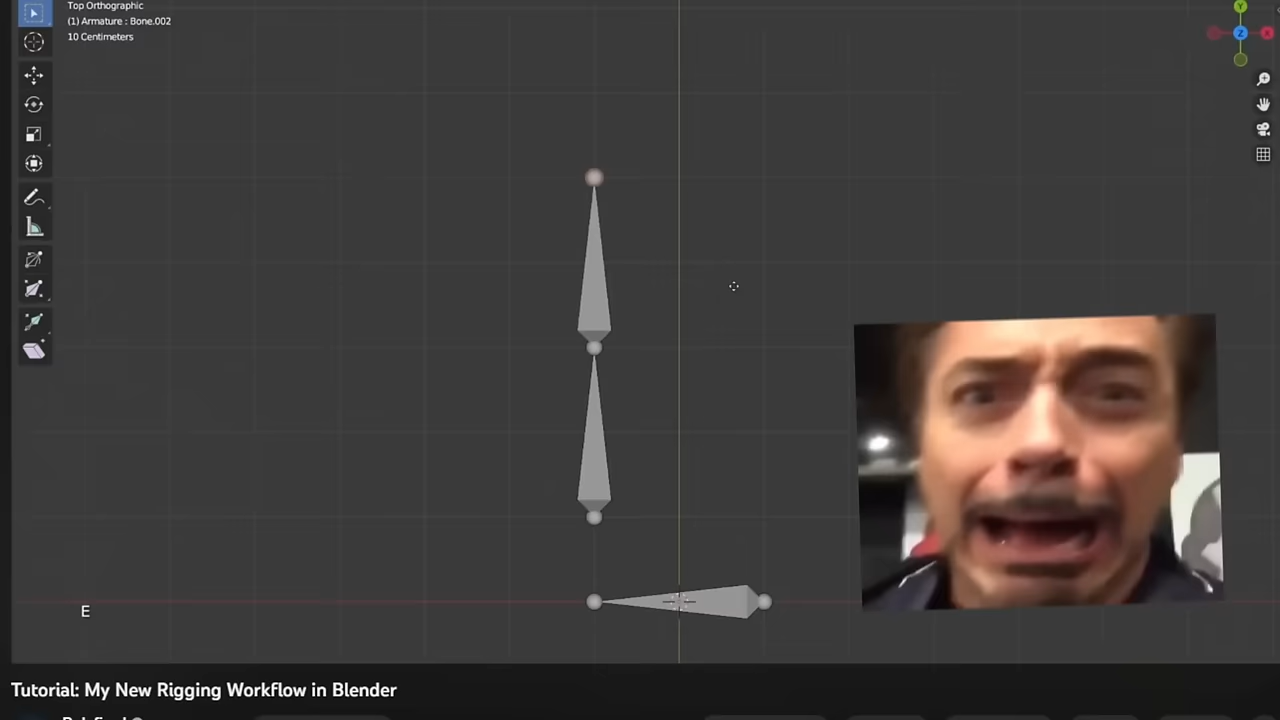 Top Orthographic
(1) Armature : Bone.002
10 Centimeters
Y
Z
X
E
Tutorial: My New Rigging Workflow in Blender